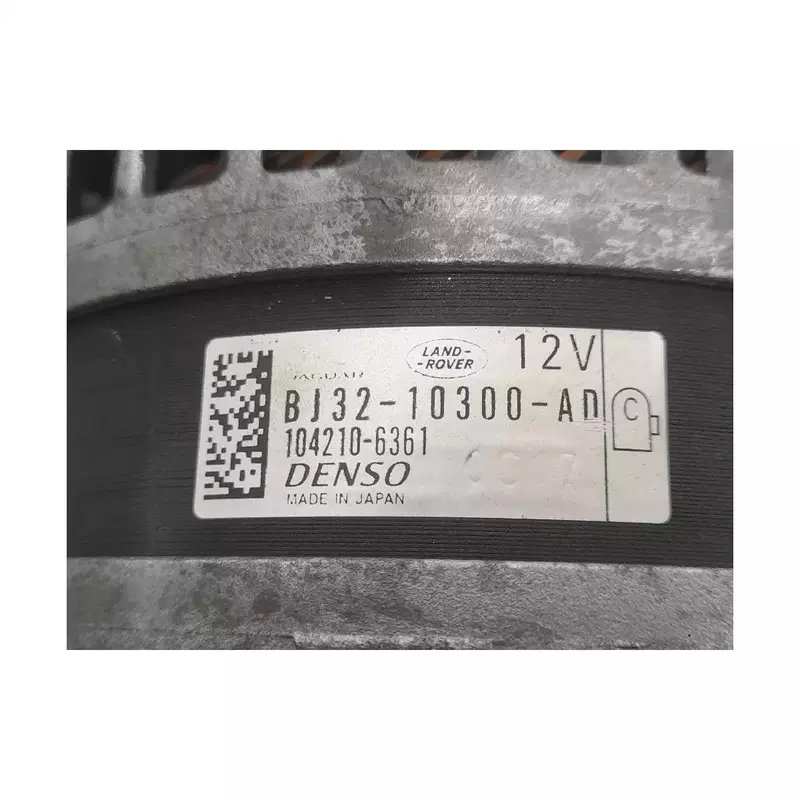 JAGUAR
LAND-
-ROVER
12V
BJ32-10300-AD
C
104210-6361
DENSO
MADE IN JAPAN